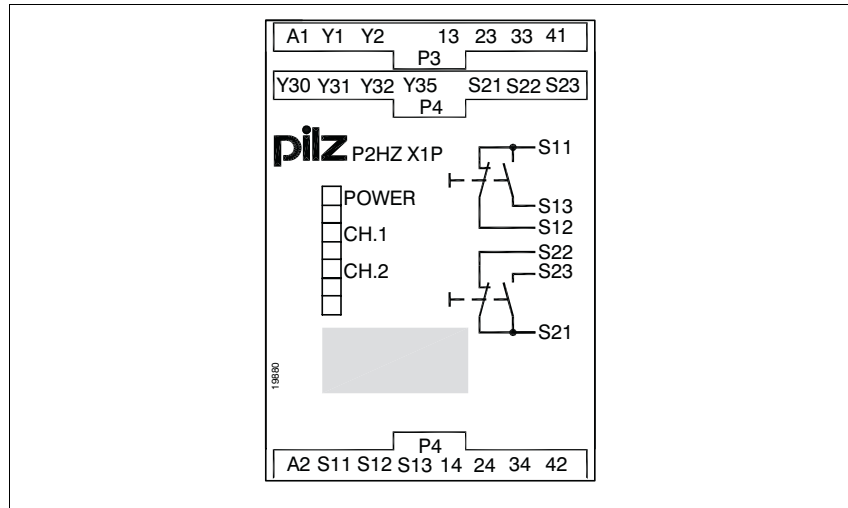 A1 Y1 Y2 13 23 33 41
P3
Y30 Y31 Y32 Y35 S21 S22 S23
P4
pilz P2HZ X1P
S11
POWER
S13
CH.1
S12
S22
CH.2
S23
S21
19880
P4
A2 S11 S12 S13 14 24 34 42